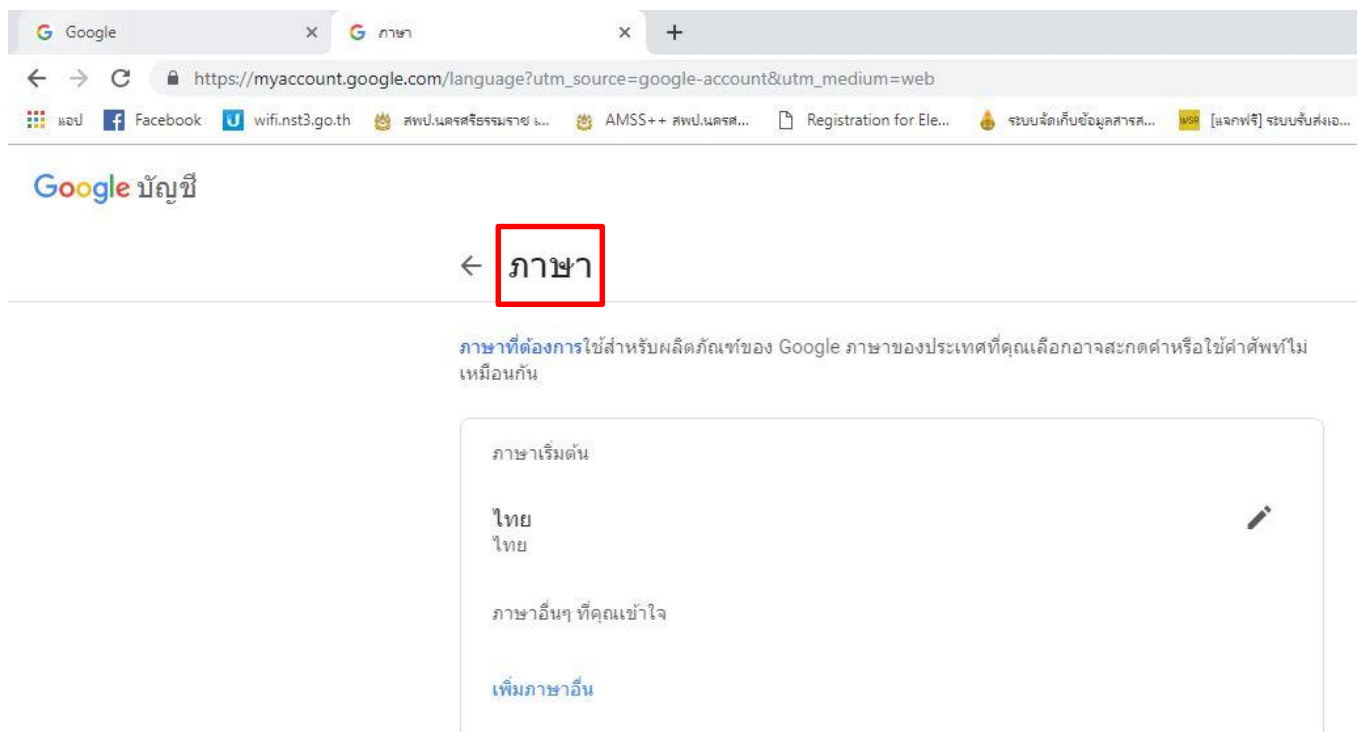 Google
ภาษา
https://myaccount.google.com/language?utm_source=google-account&utm_medium=web
แอป Facebook wifi.nst3.go.th สพป.นครศรีธรรมราช เ... AMSS++ สพป.นครศ... Registration for Ele... ระบบจัดเก็บข้อมูลสารส... [แจกฟรี] ระบบรับส่งเอ...
Google บัญชี
ภาษา
ภาษาที่ต้องการใช้สำหรับผลิตภัณฑ์ของ Google ภาษาของประเทศที่คุณเลือกอาจสะกดคำหรือใช้คำศัพท์ไม่
เหมือนกัน
ภาษาเริ่มต้น
ไทย
ไทย
ภาษาอื่นๆ ที่คุณเข้าใจ
เพิ่มภาษาอื่น